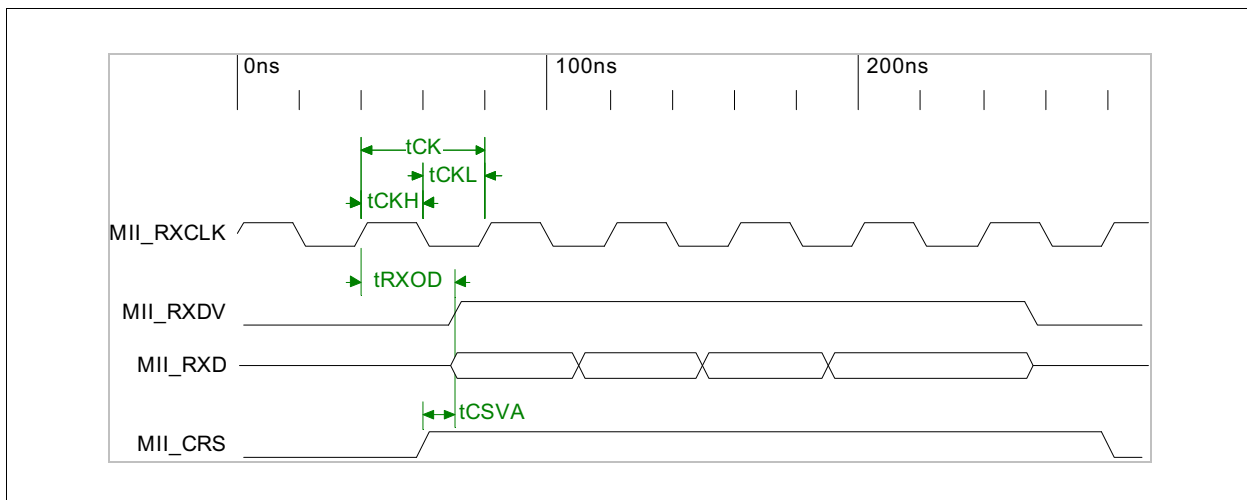 0ns 100ns 200ns
tCK
tCKL
tCKH
MII_RXCLK
tRXOD
MII_RXDV
MII_RXD
tCSVA
MII_CRS